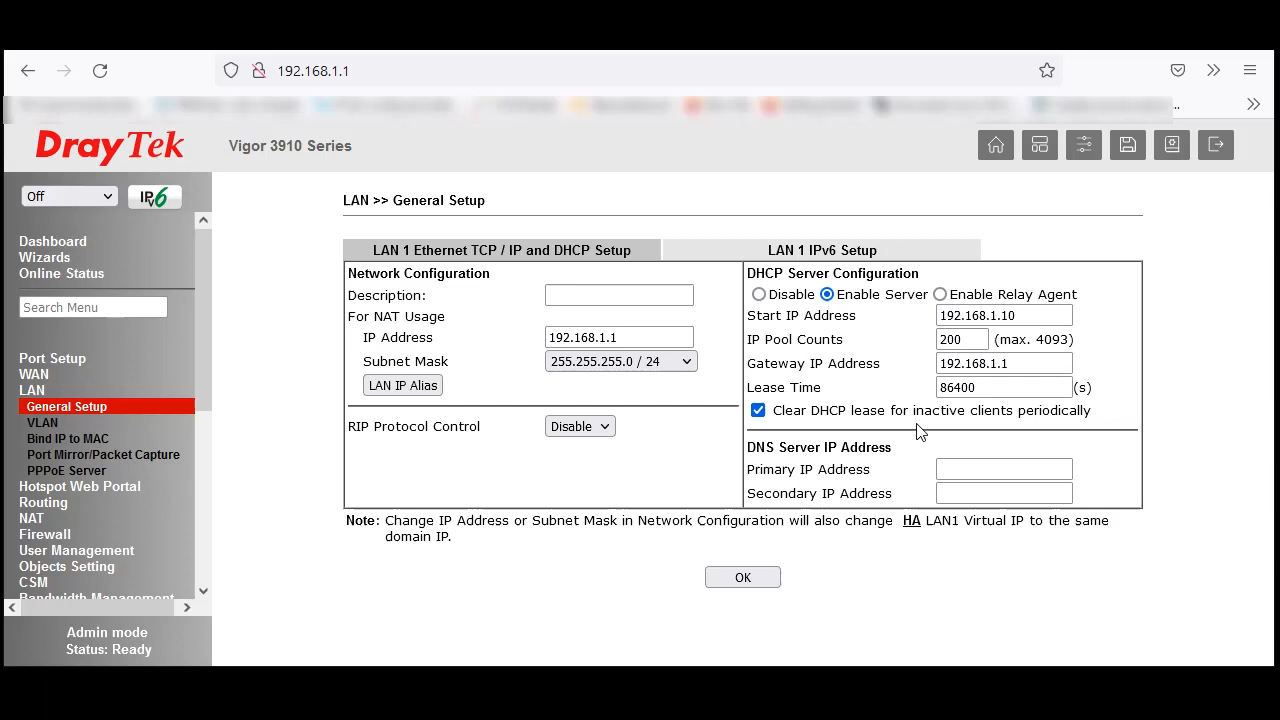 192.168.1.1
DrayTek
Vigor 3910 Series
Off
IPv6
Dashboard
Wizards
Online Status
Search Menu
Port Setup
WAN
LAN
General Setup
VLAN
Bind IP to MAC
Port Mirror/Packet Capture
PPPoE Server
Hotspot Web Portal
Routing
NAT
Firewall
User Management
Objects Setting
CSM
Bandwidth Management
Admin mode
Status: Ready
LAN >> General Setup
LAN 1 Ethernet TCP / IP and DHCP Setup
LAN 1 IPv6 Setup
Network Configuration
Description:
For NAT Usage
IP Address 192.168.1.1
Subnet Mask 255.255.255.0 / 24
LAN IP Alias
RIP Protocol Control Disable
DHCP Server Configuration
Disable Enable Server Enable Relay Agent
Start IP Address 192.168.1.10
IP Pool Counts 200 (max. 4093)
Gateway IP Address 192.168.1.1
Lease Time 86400 (s)
Clear DHCP lease for inactive clients periodically
DNS Server IP Address
Primary IP Address
Secondary IP Address
Note: Change IP Address or Subnet Mask in Network Configuration will also change HA LAN1 Virtual IP to the same
domain IP.
OK